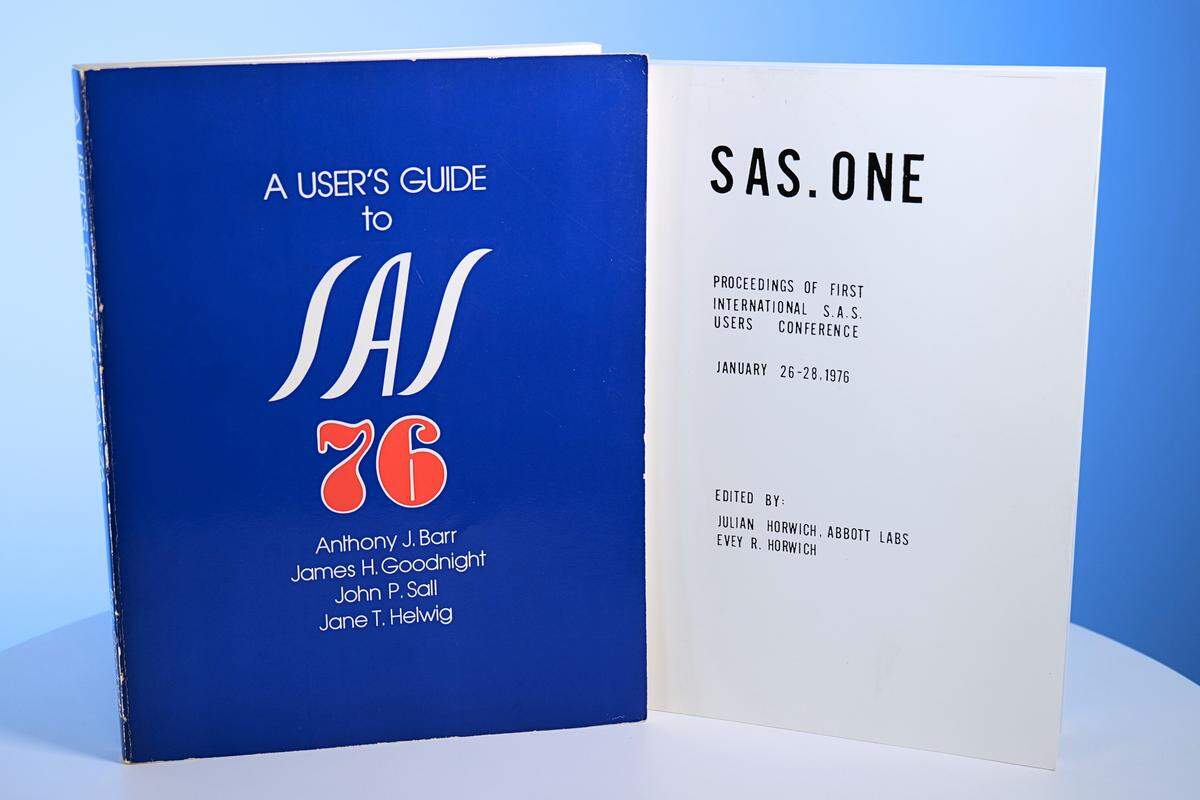 A USER'S GUIDE
to
SAS
76
Anthony J. Barr
James H. Goodnight
John P. Sall
Jane T. Helwig
SAS.ONE
PROCEEDINGS OF FIRST
INTERNATIONAL S.A.S.
USERS CONFERENCE
JANUARY 26-28,1976
EDITED BY:
JULIAN HORWICH, ABBOTT LABS
EVEY R. HORWICH